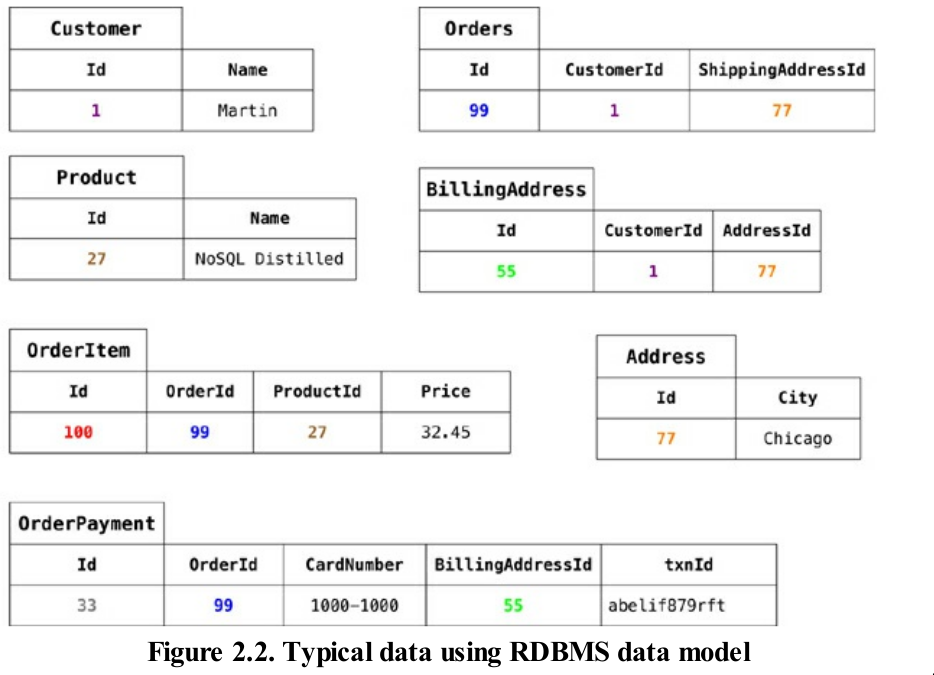 Customer
Id Name
1 Martin
Orders
Id CustomerId ShippingAddressId
99 1 77
Product
Id Name
27 NoSQL Distilled
BillingAddress
Id CustomerId AddressId
55 1 77
OrderItem
Id OrderId ProductId Price
100 99 27 32.45
Address
Id City
77 Chicago
OrderPayment
Id OrderId CardNumber BillingAddressId txnId
33 99 1000-1000 55 abelif879rft
Figure 2.2. Typical data using RDBMS data model